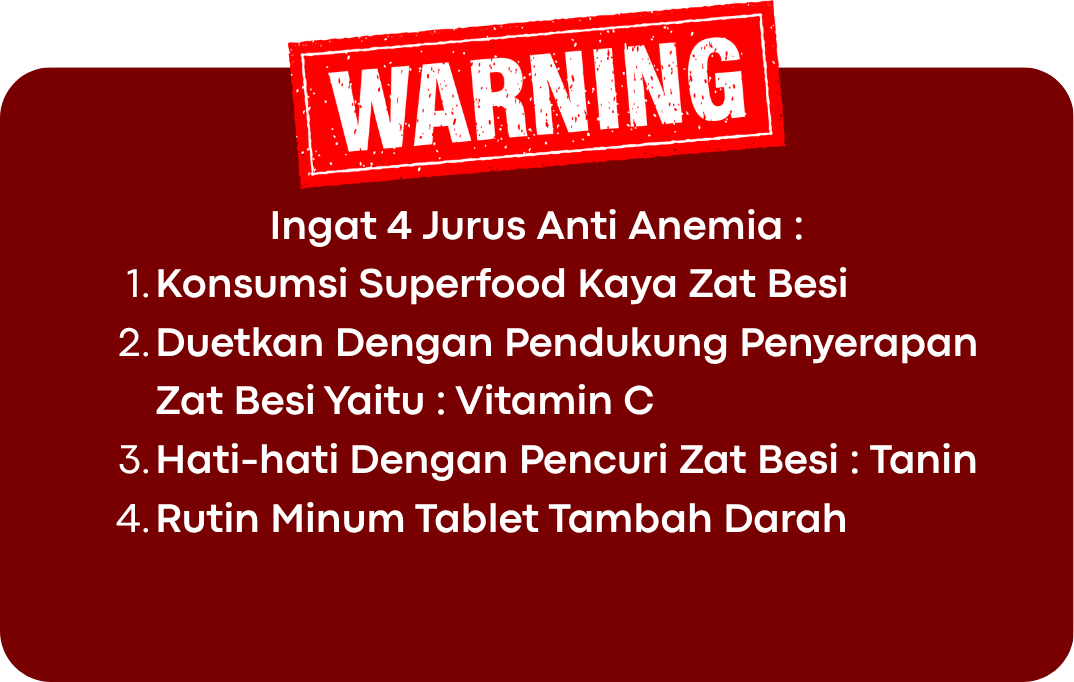 WARNING
Ingat 4 Jurus Anti Anemia :
1. Konsumsi Superfood Kaya Zat Besi
2. Duetkan Dengan Pendukung Penyerapan
Zat Besi Yaitu : Vitamin C
3. Hati-hati Dengan Pencuri Zat Besi : Tanin
4. Rutin Minum Tablet Tambah Darah